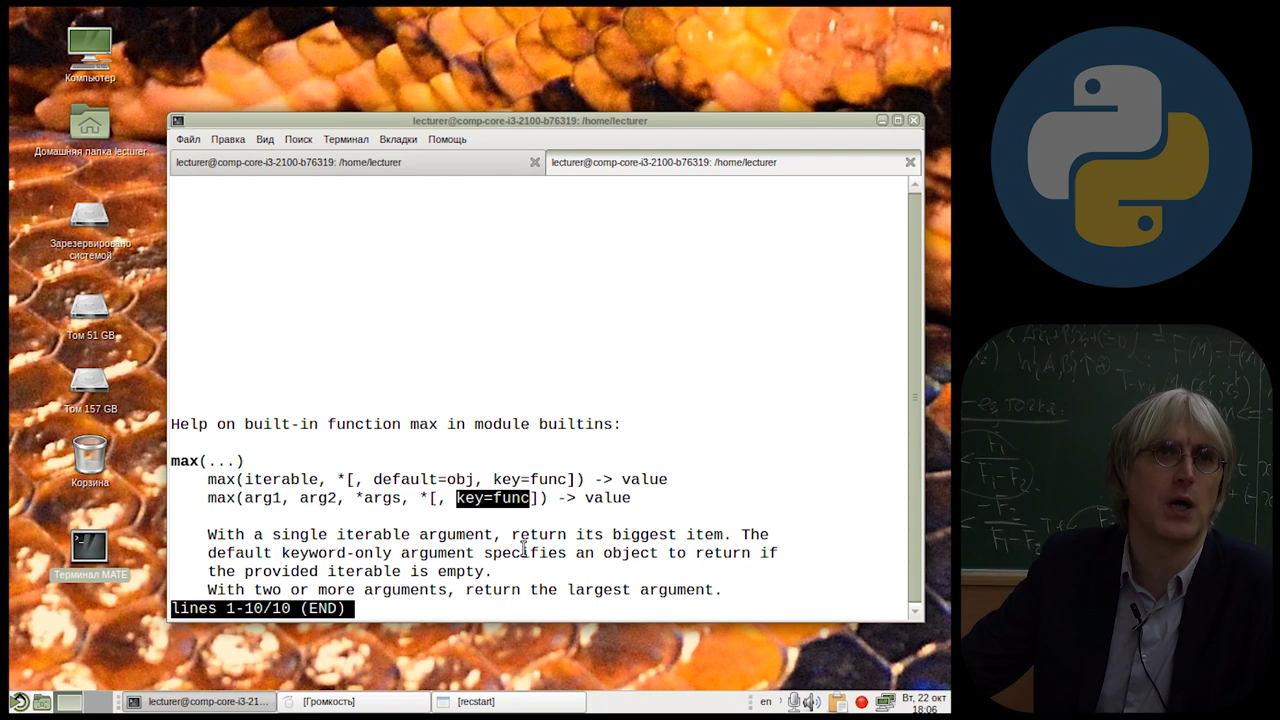 Компьютер
Домашняя папка lecturer
Зарезервировано
системой
Том 51 GB
Том 157 GB
Корзина
Терминал MATE
lecturer@comp-core-i3-2100-b76319: /home/lecturer
Файл Правка Вид Поиск Терминал Вкладки Помощь
lecturer@comp-core-i3-2100-b76319: /home/lecturer lecturer@comp-core-i3-2100-b76319: /home/lecturer
Help on built-in function max in module builtins:
max(...)
max(iterable, *[, default=obj, key=func]) -> value
max(arg1, arg2, *args, *[, key=func]) -> value
With a single iterable argument, return its biggest item. The
default keyword-only argument specifies an object to return if
the provided iterable is empty.
With two or more arguments, return the largest argument.
lines 1-10/10 (END)
lecturer@comp-core-i3-21... [Громкость] [recstart] en Вт, 22 окт
18:06